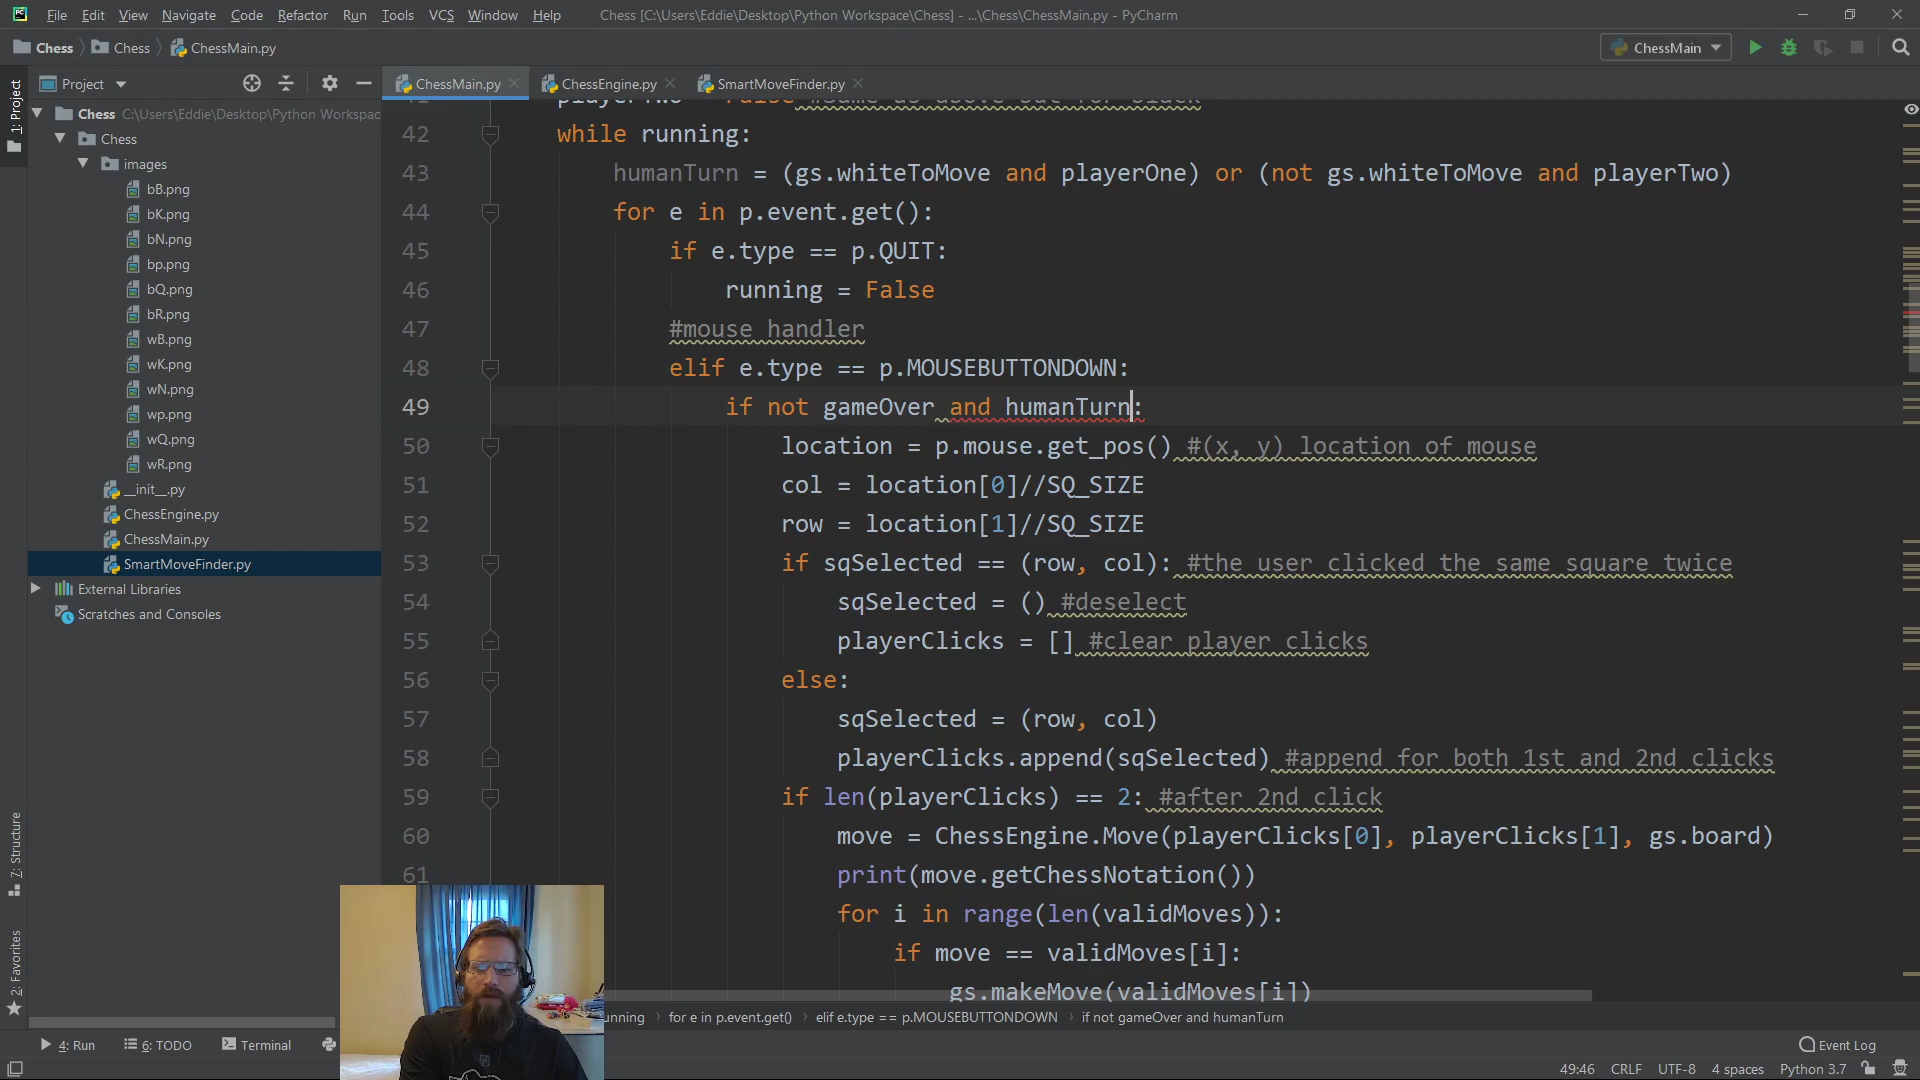 File Edit View Navigate Code Refactor Run Tools VCS Window Help Chess [C:\Users\Eddie\Desktop\Python Workspace\Chess] - ...\Chess\ChessMain.py - PyCharm
Chess Chess ChessMain.py ChessMain
1: Project
Project
ChessMain.py ChessEngine.py SmartMoveFinder.py
Chess C:\Users\Eddie\Desktop\Python Workspac
Chess
images
bB.png
bK.png
bN.png
bp.png
bQ.png
bR.png
wB.png
wK.png
wN.png
wp.png
wQ.png
wR.png
__init__.py
ChessEngine.py
ChessMain.py
SmartMoveFinder.py
External Libraries
Scratches and Consoles
7: Structure
2: Favorites
playerTwo = False #same as above but for black
42 while running:
43 humanTurn = (gs.whiteToMove and playerOne) or (not gs.whiteToMove and playerTwo)
44 for e in p.event.get():
45 if e.type == p.QUIT:
46 running = False
47 #mouse handler
48 elif e.type == p.MOUSEBUTTONDOWN:
49 if not gameOver and humanTurn:
50 location = p.mouse.get_pos() #(x, y) location of mouse
51 col = location[0]//SQ_SIZE
52 row = location[1]//SQ_SIZE
53 if sqSelected == (row, col): #the user clicked the same square twice
54 sqSelected = () #deselect
55 playerClicks = [] #clear player clicks
56 else:
57 sqSelected = (row, col)
58 playerClicks.append(sqSelected) #append for both 1st and 2nd clicks
59 if len(playerClicks) == 2: #after 2nd click
60 move = ChessEngine.Move(playerClicks[0], playerClicks[1], gs.board)
61 print(move.getChessNotation())
for i in range(len(validMoves)):
if move == validMoves[i]:
gs.makeMove(validMoves[i])
unning for e in p.event.get() elif e.type == p.MOUSEBUTTONDOWN if not gameOver and humanTurn
4: Run 6: TODO Terminal Event Log
49:46 CRLF UTF-8 4 spaces Python 3.7